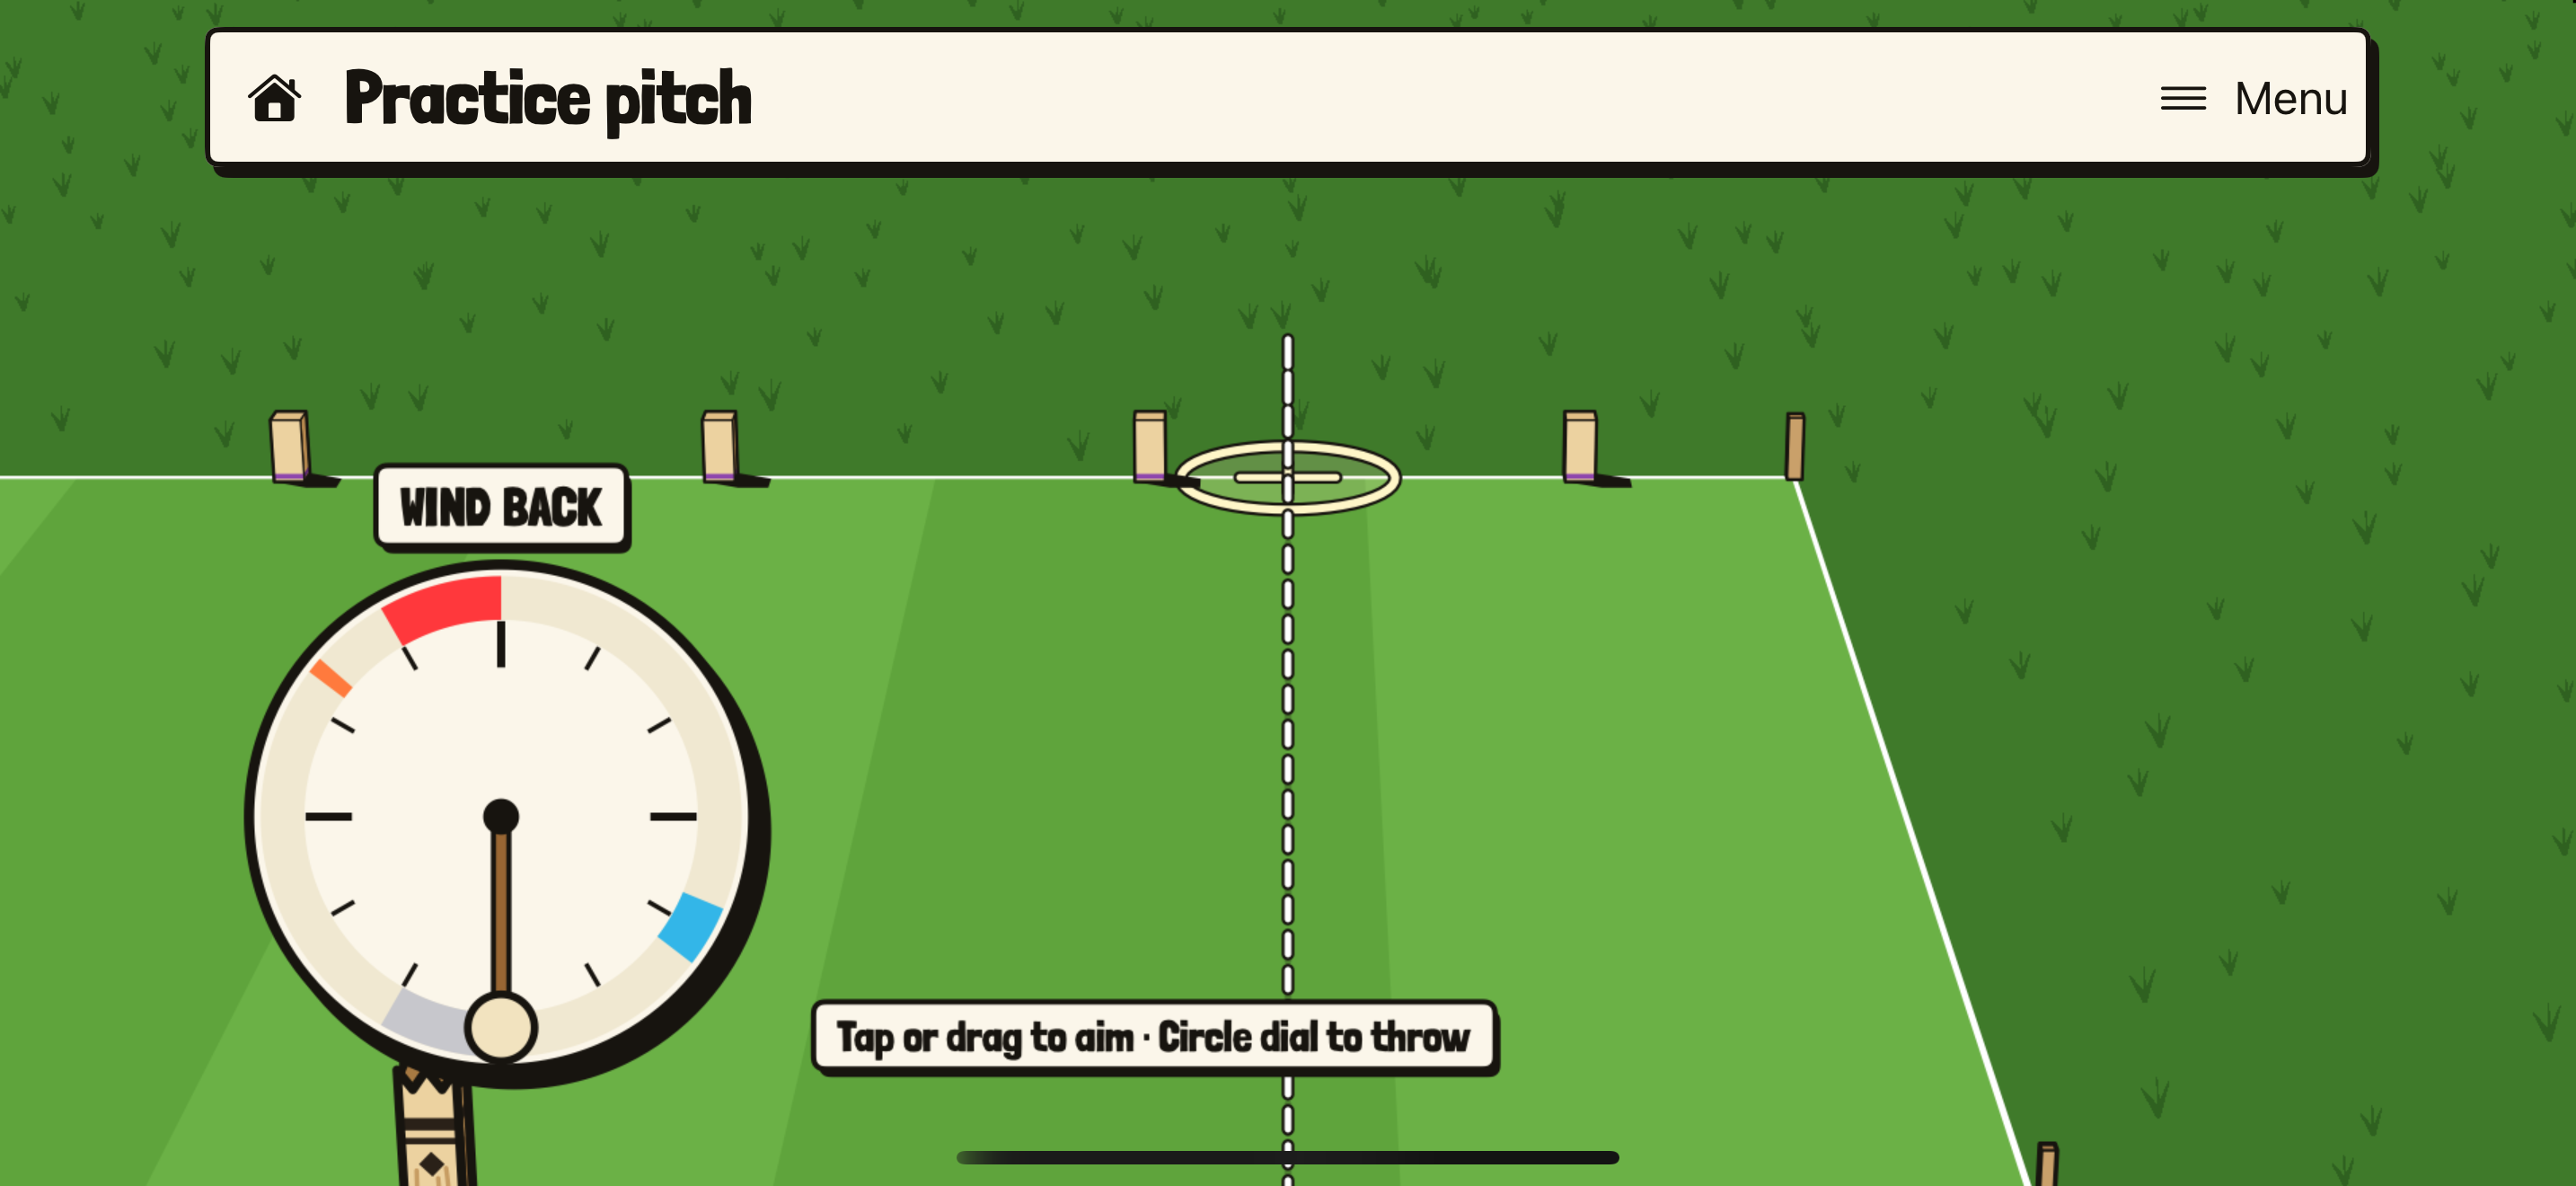 Practice pitch
Menu
WIND BACK
Tap or drag to aim · Circle dial to throw